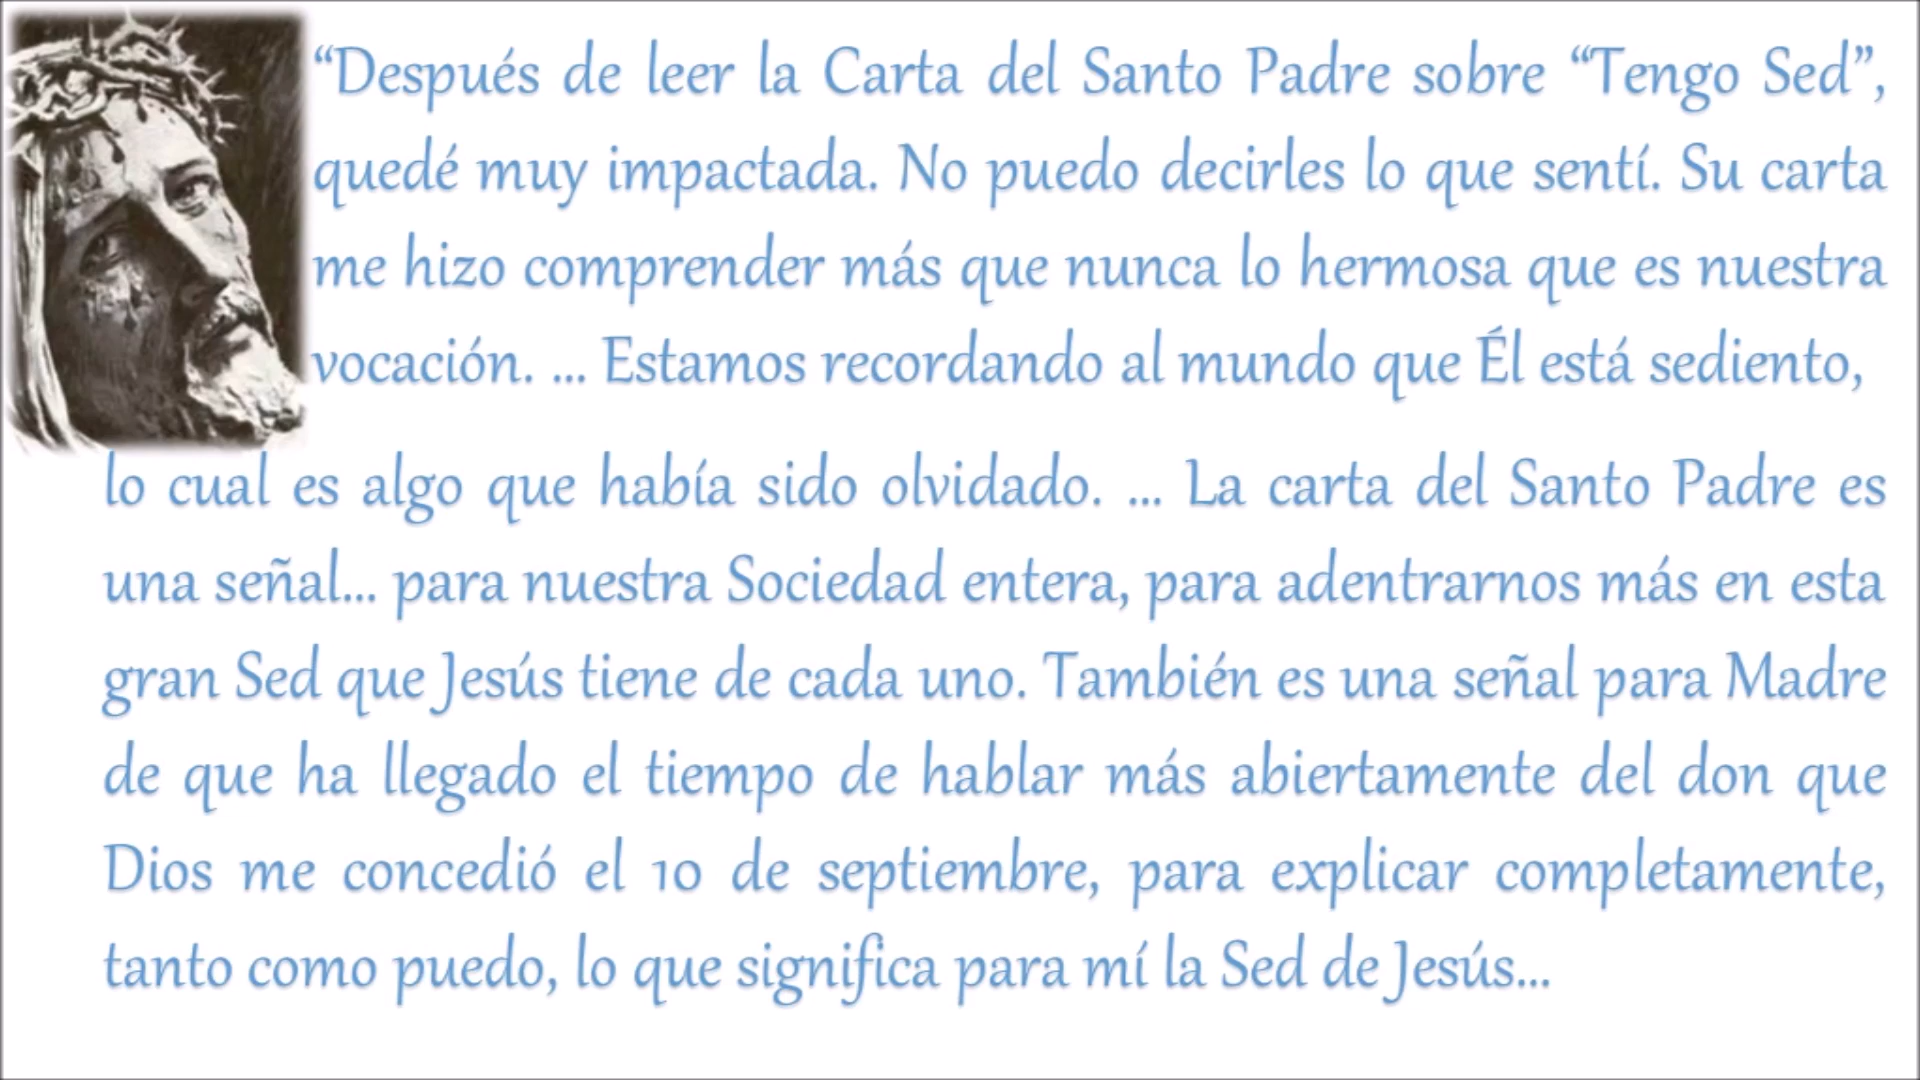 “Después de leer la Carta del Santo Padre sobre “Tengo Sed”,
quedé muy impactada. No puedo decirles lo que sentí. Su carta
me hizo comprender más que nunca lo hermosa que es nuestra
vocación. ... Estamos recordando al mundo que Él está sediento,
lo cual es algo que había sido olvidado. ... La carta del Santo Padre es
una señal... para nuestra Sociedad entera, para adentrarnos más en esta
gran Sed que Jesús tiene de cada uno. También es una señal para Madre
de que ha llegado el tiempo de hablar más abiertamente del don que
Dios me concedió el 10 de septiembre, para explicar completamente,
tanto como puedo, lo que significa para mí la Sed de Jesús...